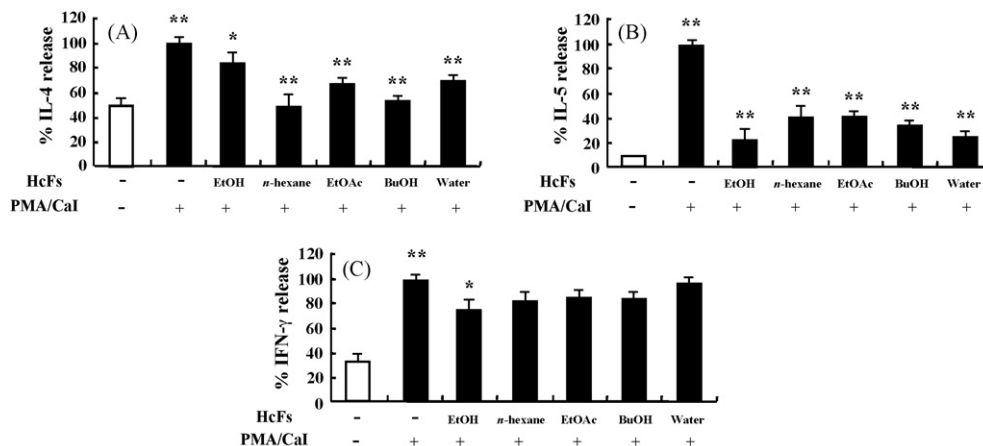 (A)
% IL-4 release
120
100
80
60
40
20
0
** * ** ** ** **
HcFs - - EtOH n-hexane EtOAc BuOH Water
PMA/CaI - + + + + + +
(B)
% IL-5 release
120
100
80
60
40
20
0
** ** ** ** ** **
HcFs - - EtOH n-hexane EtOAc BuOH Water
PMA/CaI - + + + + + +
(C)
% IFN-γ release
120
100
80
60
40
20
0
** *
HcFs - - EtOH n-hexane EtOAc BuOH Water
PMA/CaI - + + + + + +